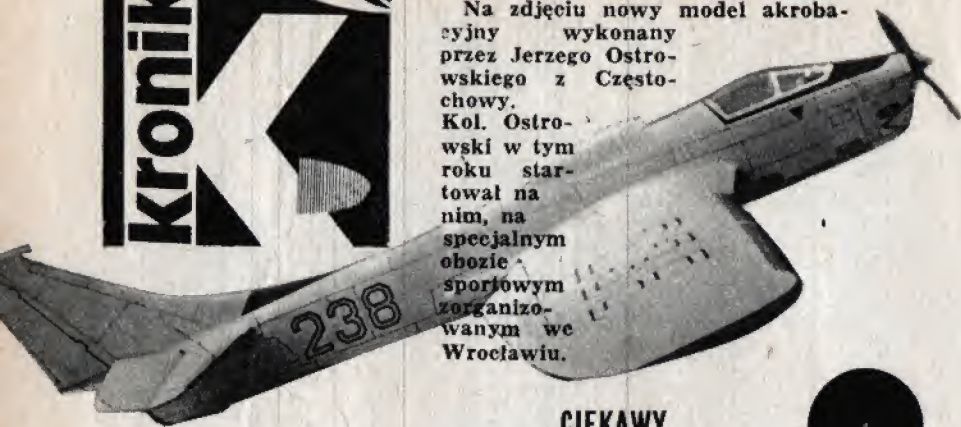 kronik
K
Na zdjęciu nowy model akroba-
cyjny wykonany
przez Jerzego Ostro-
wskiego z Często-
chowy.
Kol. Ostro-
wski w tym
roku star-
tował na
nim, na
specjalnym
obozie
sportowym
zorganizo-
wanym we
Wrocławiu.
238
CIEKAWY